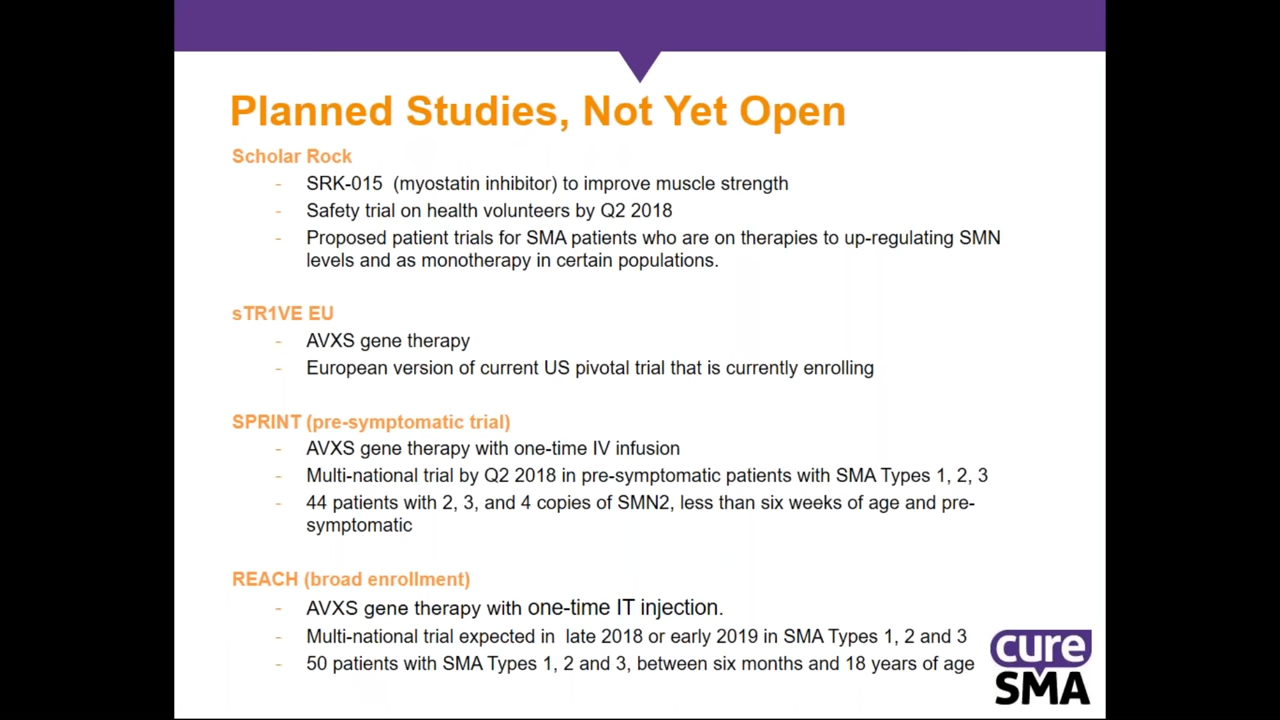 Planned Studies, Not Yet Open
Scholar Rock
- SRK-015 (myostatin inhibitor) to improve muscle strength
- Safety trial on health volunteers by Q2 2018
- Proposed patient trials for SMA patients who are on therapies to up-regulating SMN
levels and as monotherapy in certain populations.
sTR1VE EU
- AVXS gene therapy
- European version of current US pivotal trial that is currently enrolling
SPRINT (pre-symptomatic trial)
- AVXS gene therapy with one-time IV infusion
- Multi-national trial by Q2 2018 in pre-symptomatic patients with SMA Types 1, 2, 3
- 44 patients with 2, 3, and 4 copies of SMN2, less than six weeks of age and pre-
symptomatic
REACH (broad enrollment)
- AVXS gene therapy with one-time IT injection.
- Multi-national trial expected in late 2018 or early 2019 in SMA Types 1, 2 and 3
- 50 patients with SMA Types 1, 2 and 3, between six months and 18 years of age
cure
SMA